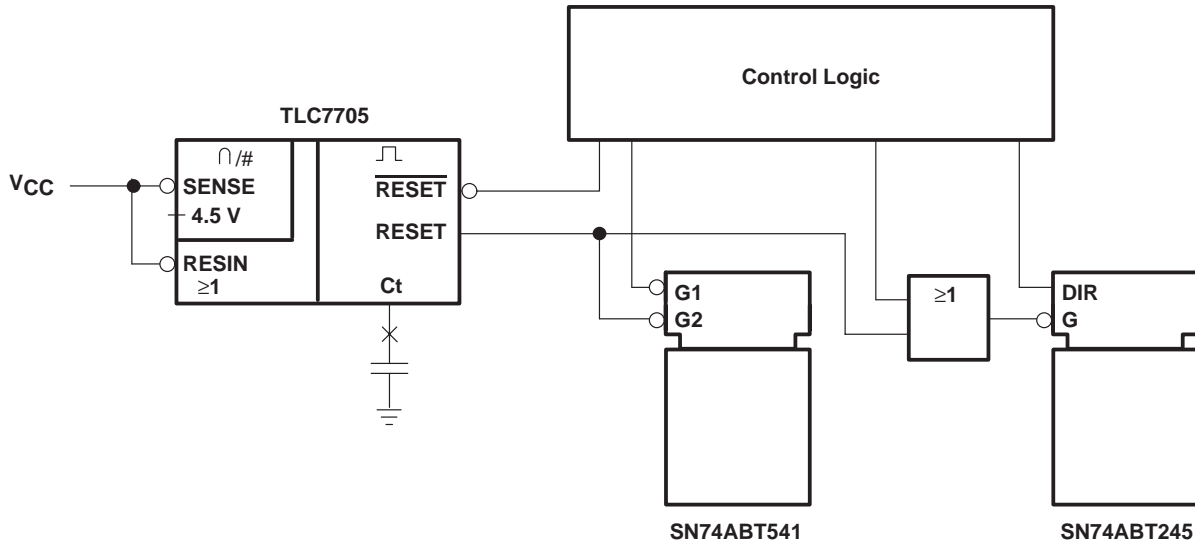 Control Logic
TLC7705
∩/#
VCC
SENSE
4.5 V
RESIN
≥1
RESET
RESET
Ct
G1
G2
≥1
DIR
G
SN74ABT541
SN74ABT245